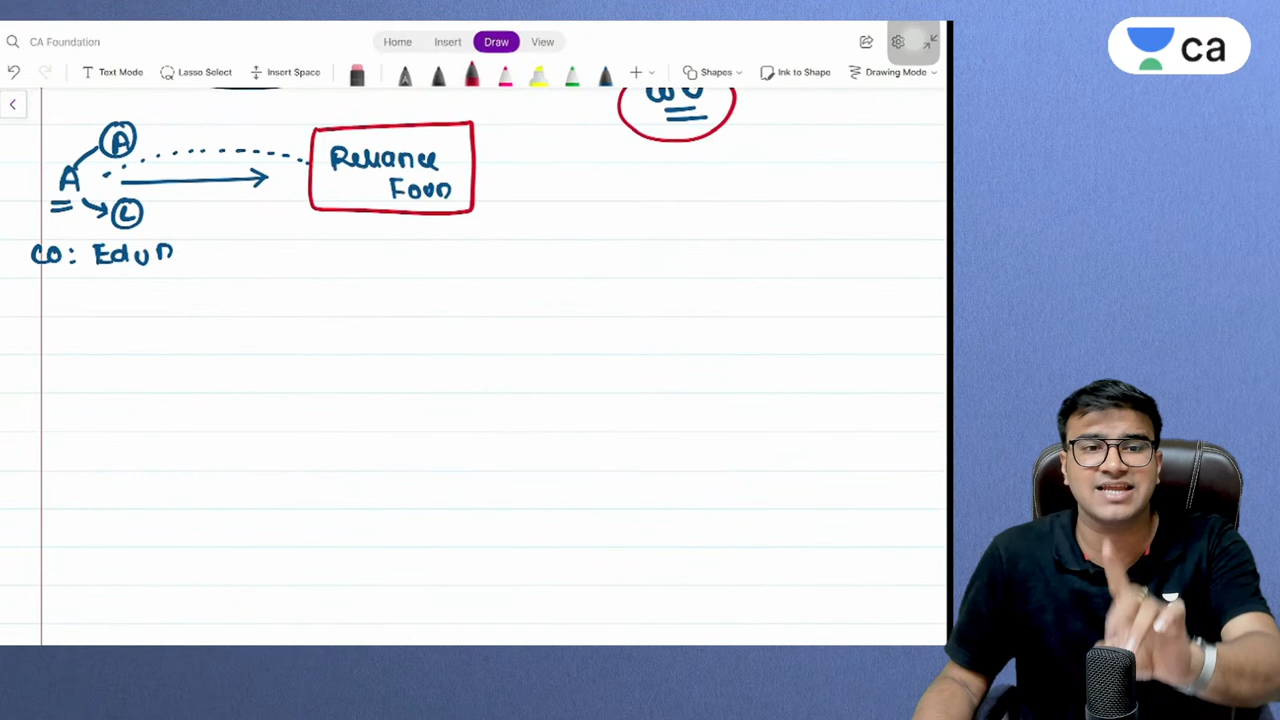 CA Foundation
Home Insert Draw View
Text Mode Lasso Select Insert Space Shapes Ink to Shape Drawing Mode
ca
A
A
L
Reliance
Foun
CO: Edun